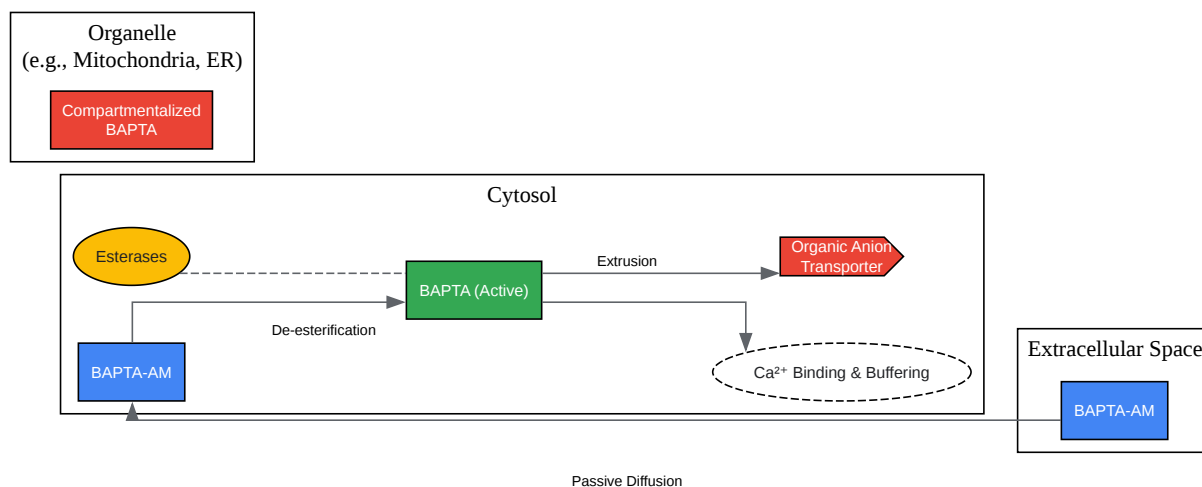 Organelle
(e.g., Mitochondria, ER)
Compartmentalized
BAPTA
Cytosol
Esterases
Organic Anion
Transporter
Extrusion
BAPTA (Active)
De-esterification
BAPTA-AM
Ca²⁺ Binding & Buffering
Extracellular Space
BAPTA-AM
Passive Diffusion